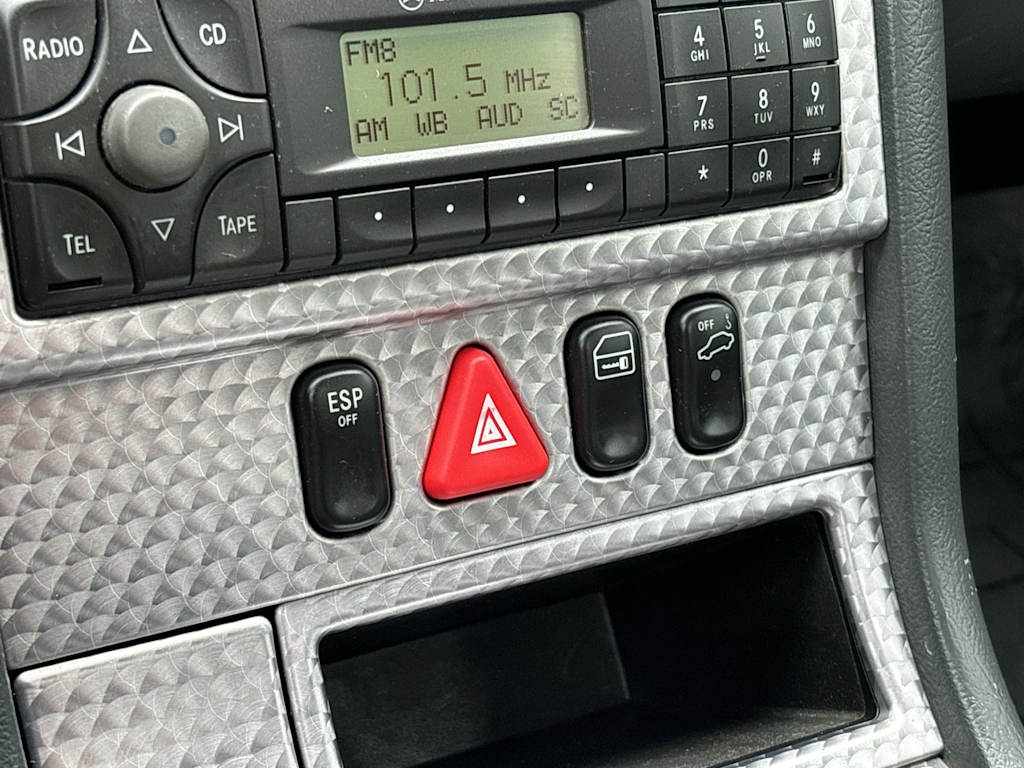 RADIO
CD
TEL
TAPE
FM8
101.5 MHz
AM WB AUD SC
4
GHI
5
JKL
6
MNO
7
PRS
8
TUV
9
WXY
*
0
OPR
#
ESP
OFF
OFF